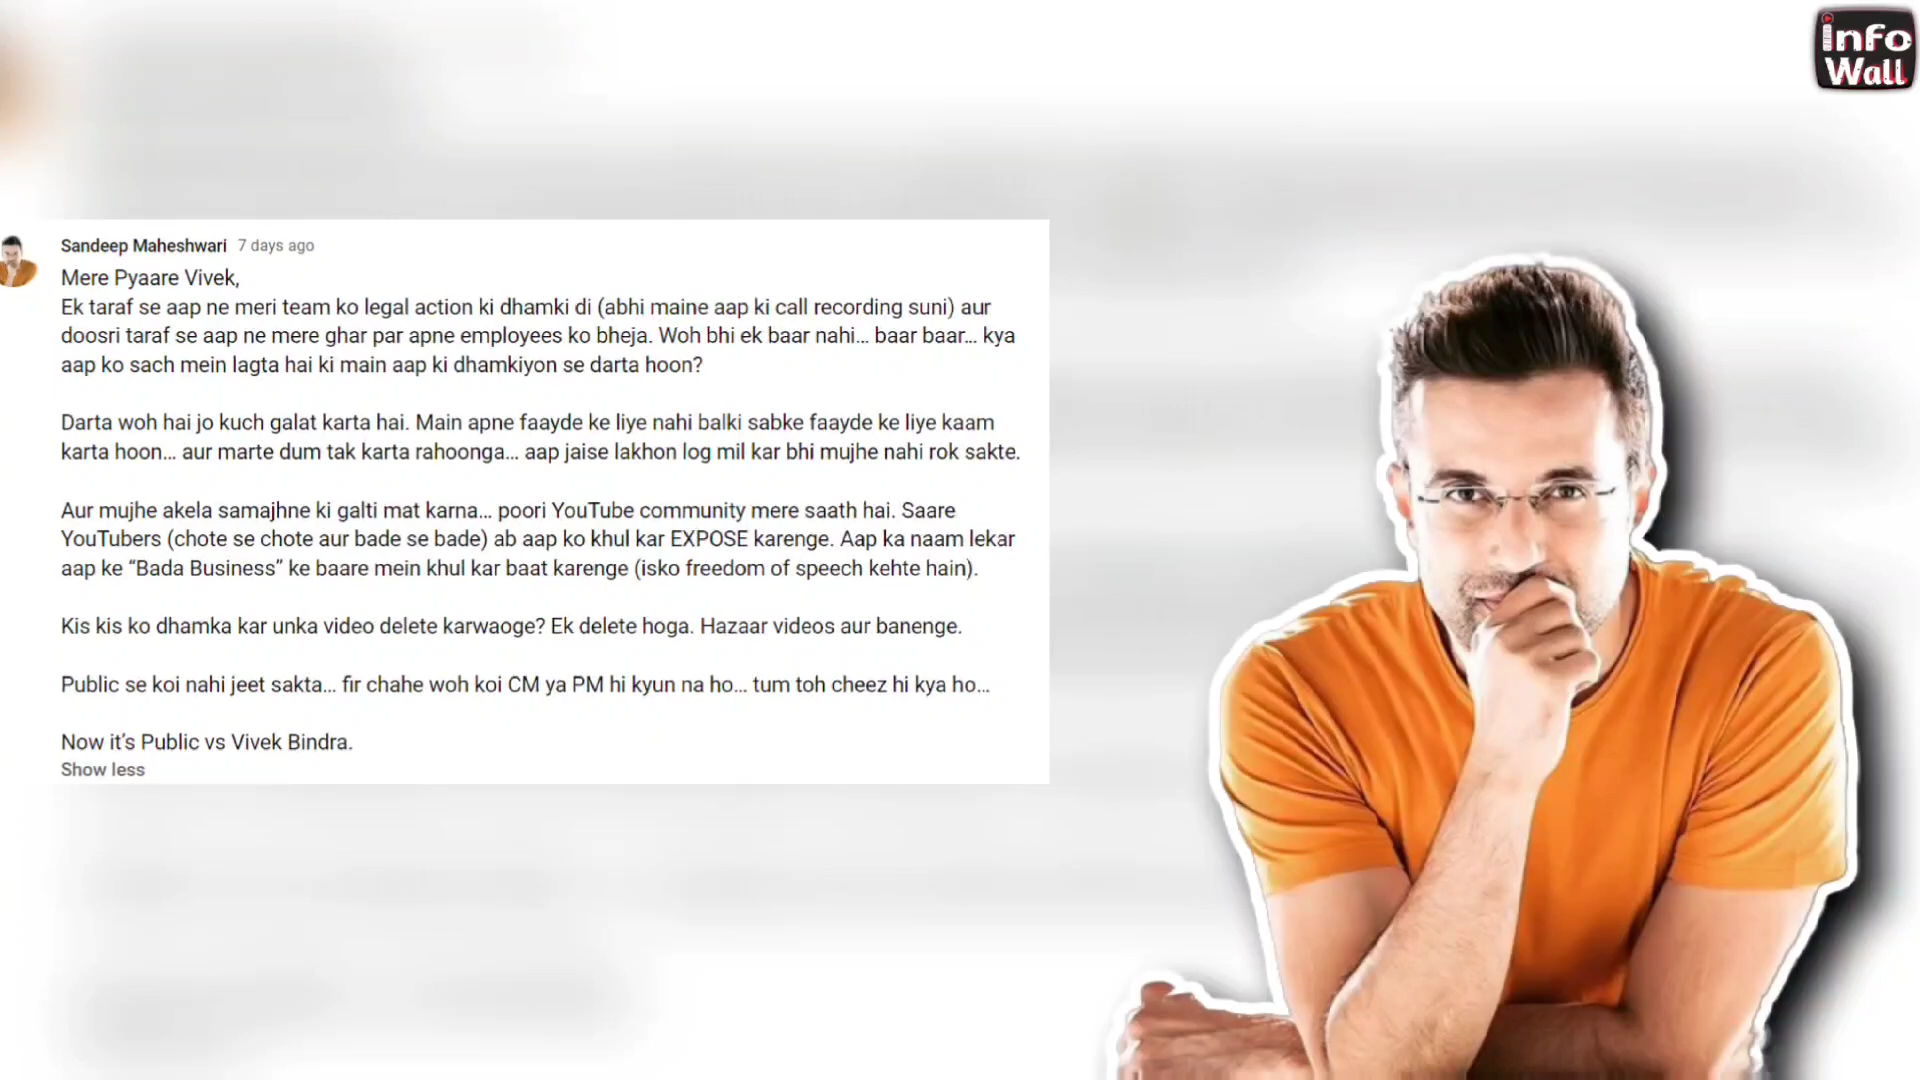 info
Wall
Sandeep Maheshwari 7 days ago
Mere Pyaare Vivek,
Ek taraf se aap ne meri team ko legal action ki dhamki di (abhi maine aap ki call recording suni) aur
doosri taraf se aap ne mere ghar par apne employees ko bheja. Woh bhi ek baar nahi... baar baar... kya
aap ko sach mein lagta hai ki main aap ki dhamkiyon se darta hoon?
Darta woh hai jo kuch galat karta hai. Main apne faayde ke liye nahi balki sabke faayde ke liye kaam
karta hoon... aur marte dum tak karta rahoonga... aap jaise lakhon log mil kar bhi mujhe nahi rok sakte.
Aur mujhe akela samajhne ki galti mat karna... poori YouTube community mere saath hai. Saare
YouTubers (chote se chote aur bade se bade) ab aap ko khul kar EXPOSE karenge. Aap ka naam lekar
aap ke “Bada Business” ke baare mein khul kar baat karenge (isko freedom of speech kehte hain).
Kis kis ko dhamka kar unka video delete karwaoge? Ek delete hoga. Hazaar videos aur banenge.
Public se koi nahi jeet sakta... fir chahe woh koi CM ya PM hi kyun na ho... tum toh cheez hi kya ho...
Now it’s Public vs Vivek Bindra.
Show less